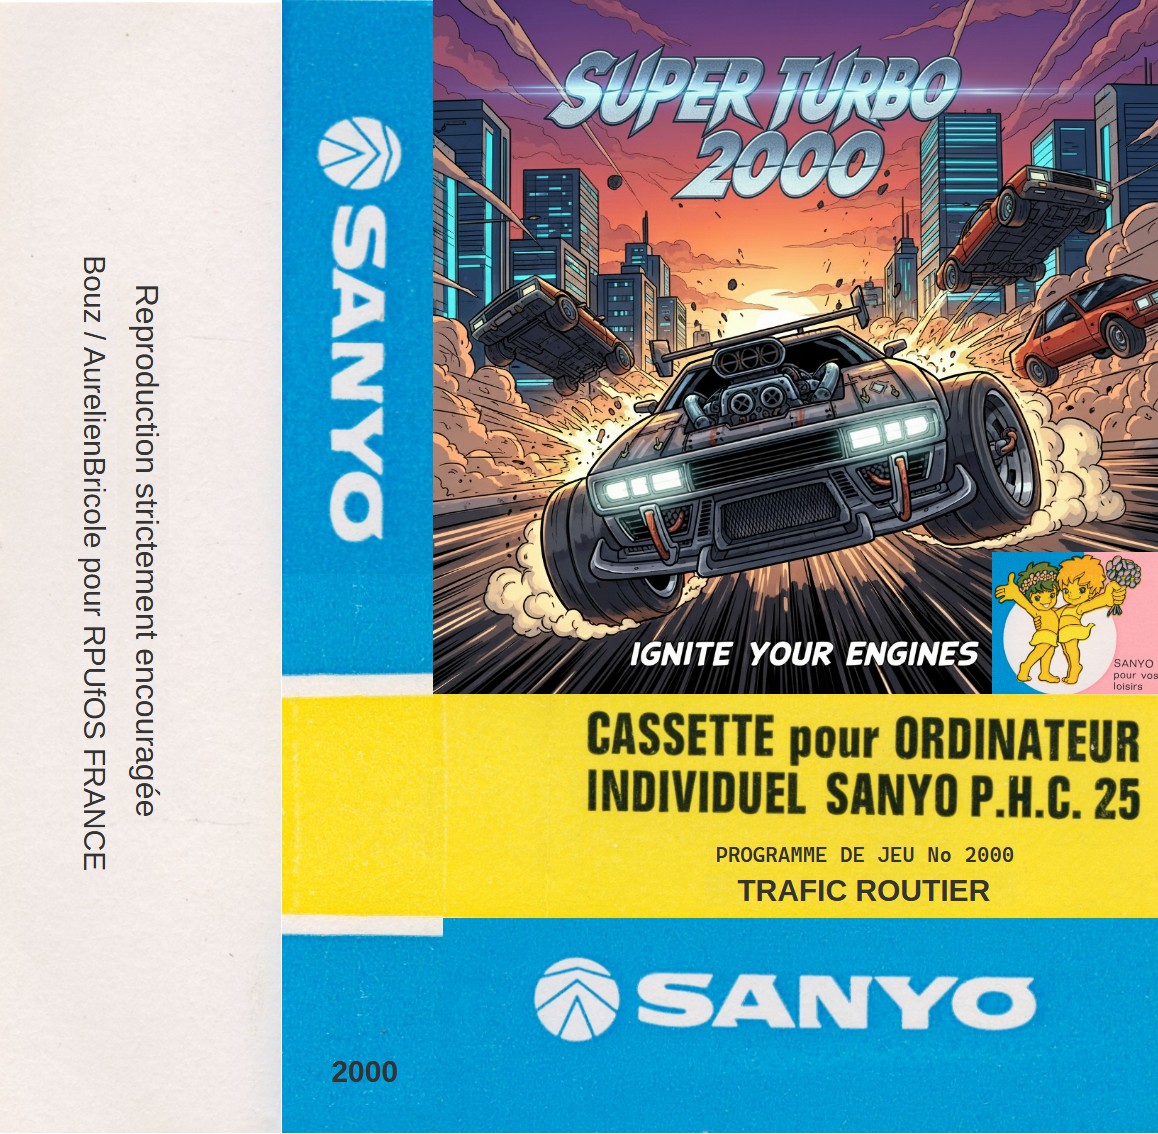 Reproduction strictement encouragée
Bouz / AurelienBricole pour RPUfOS FRANCE
SANYO
2000
SUPER TURBO
2000
IGNITE YOUR ENGINES
SANYO
pour vos
loisirs
CASSETTE pour ORDINATEUR
INDIVIDUEL SANYO P.H.C. 25
PROGRAMME DE JEU No 2000
TRAFIC ROUTIER
SANYO